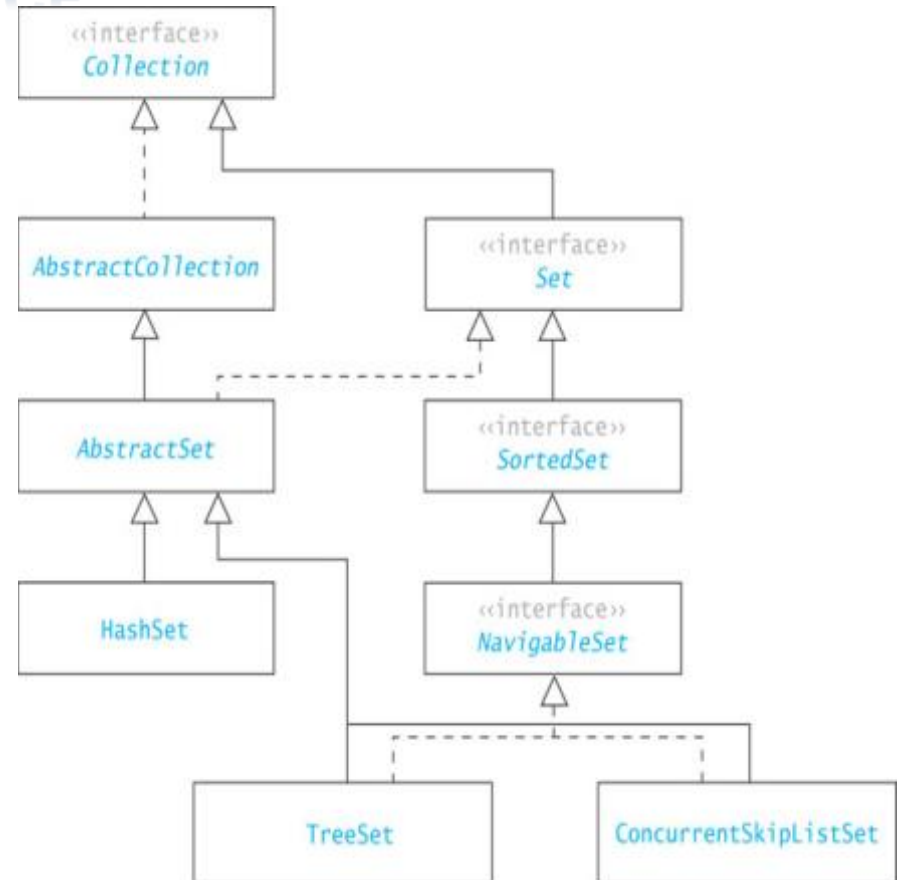 «interface»
Collection
AbstractCollection
«interface»
Set
AbstractSet
«interface»
SortedSet
HashSet
«interface»
NavigableSet
TreeSet
ConcurrentSkipListSet